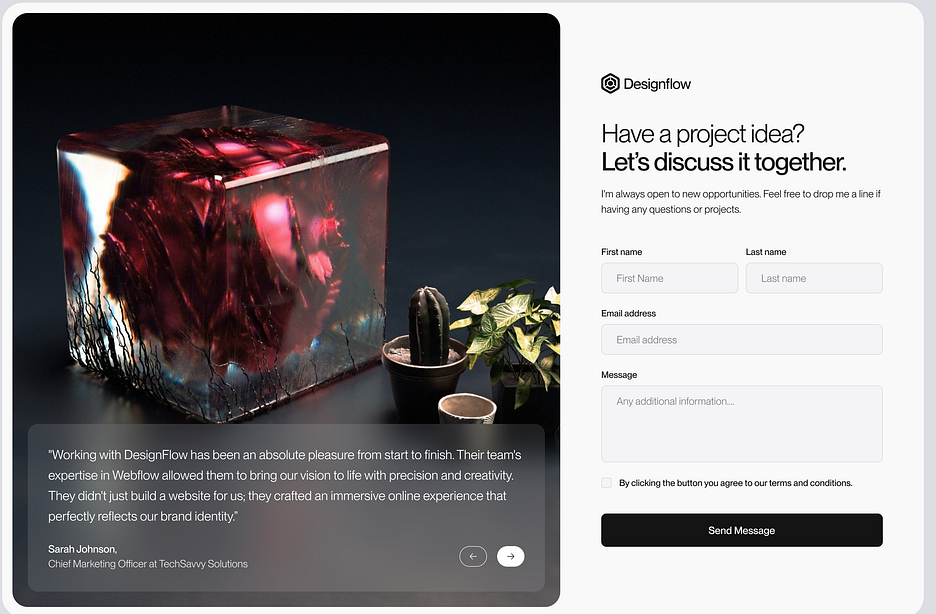 Designflow
Have a project idea?
Let's discuss it together.
I'm always open to new opportunities. Feel free to drop me a line if
having any questions or projects.
First name
Last name
First Name
Last name
Email address
Email address
Message
Any additional information....
By clicking the button you agree to our terms and conditions.
Send Message
"Working with DesignFlow has been an absolute pleasure from start to finish. Their team's
expertise in Webflow allowed them to bring our vision to life with precision and creativity.
They didn't just build a website for us; they crafted an immersive online experience that
perfectly reflects our brand identity."
Sarah Johnson,
Chief Marketing Officer at TechSavvy Solutions